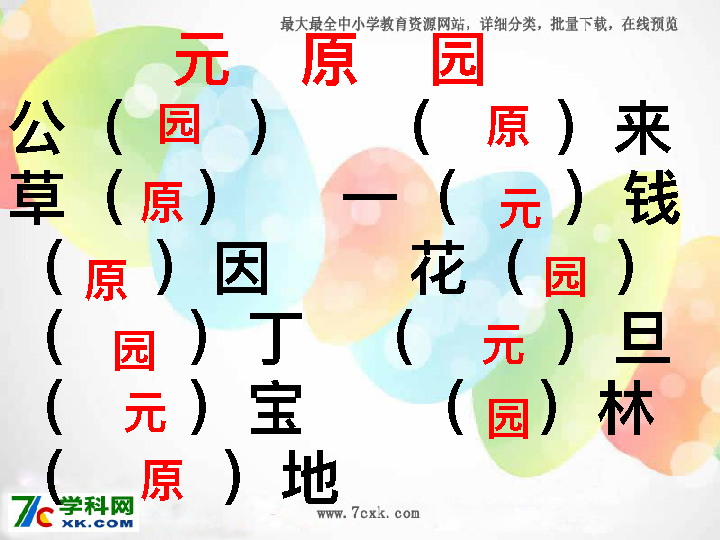 最大最全中小学教育资源网站，详细分类，批量下载，在线预览
元 原 园
公（园） （原）来
草（原） 一（元）钱
（原）因 花（园）
（园）丁 （元）旦
（元）宝 （园）林
（原）地
学科网
7C XK.COM
www.7cxk.com